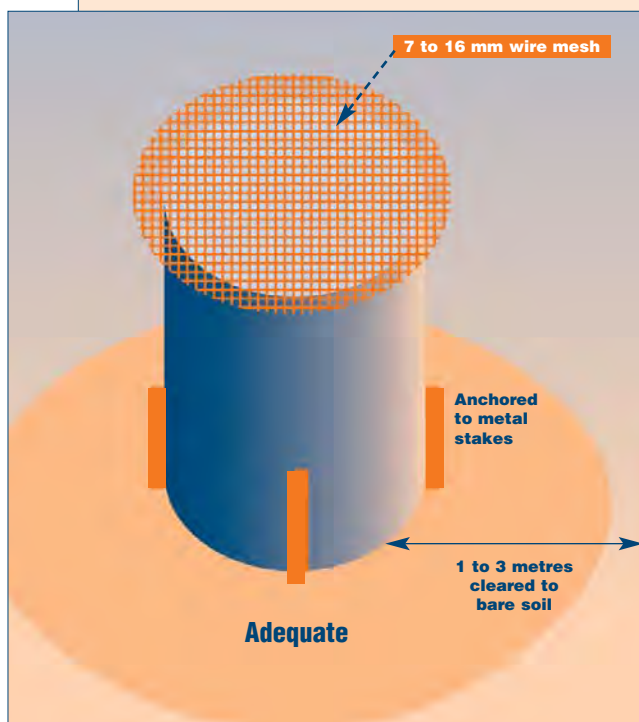 7 to 16 mm wire mesh
Anchored
to metal
stakes
1 to 3 metres
cleared to
bare soil
Adequate